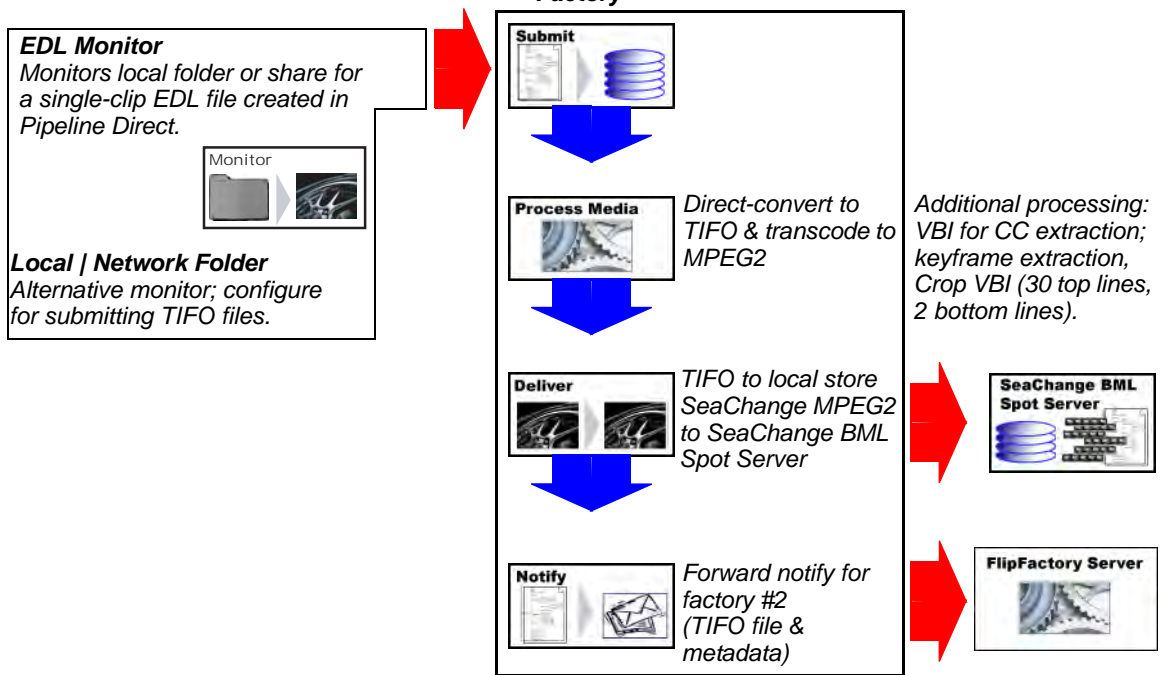 Factory
EDL Monitor
Monitors local folder or share for
a single-clip EDL file created in
Pipeline Direct.
Monitor
Local | Network Folder
Alternative monitor; configure
for submitting TIFO files.
Submit
Process Media
Direct-convert to
TIFO & transcode to
MPEG2
Additional processing:
VBI for CC extraction;
keyframe extraction,
Crop VBI (30 top lines,
2 bottom lines).
Deliver
TIFO to local store
SeaChange MPEG2
to SeaChange BML
Spot Server
SeaChange BML
Spot Server
Notify
Forward notify for
factory #2
(TIFO file &
metadata)
FlipFactory Server